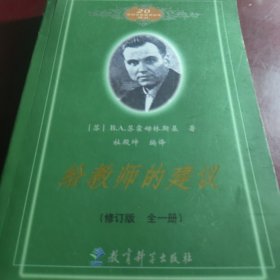 20
[苏] B.A.苏霍姆林斯基 著
杜殿坤 编译
给教师的建议
(修订版 全一册)
教育科学出版社